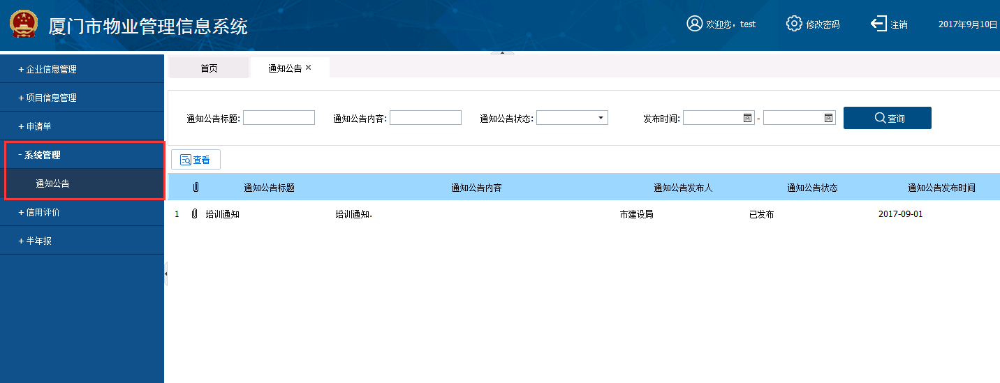 厦门市物业管理信息系统
欢迎您，test 修改密码 注销 2017年9月10日
+ 企业信息管理
+ 项目信息管理
+ 申请单
- 系统管理
通知公告
+ 信用评价
+ 半年报
首页 通知公告 ×
通知公告标题: 通知公告内容: 通知公告状态: 发布时间: - 查询
查看
通知公告标题 通知公告内容 通知公告发布人 通知公告状态 通知公告发布时间
1 培训通知 培训通知. 市建设局 已发布 2017-09-01